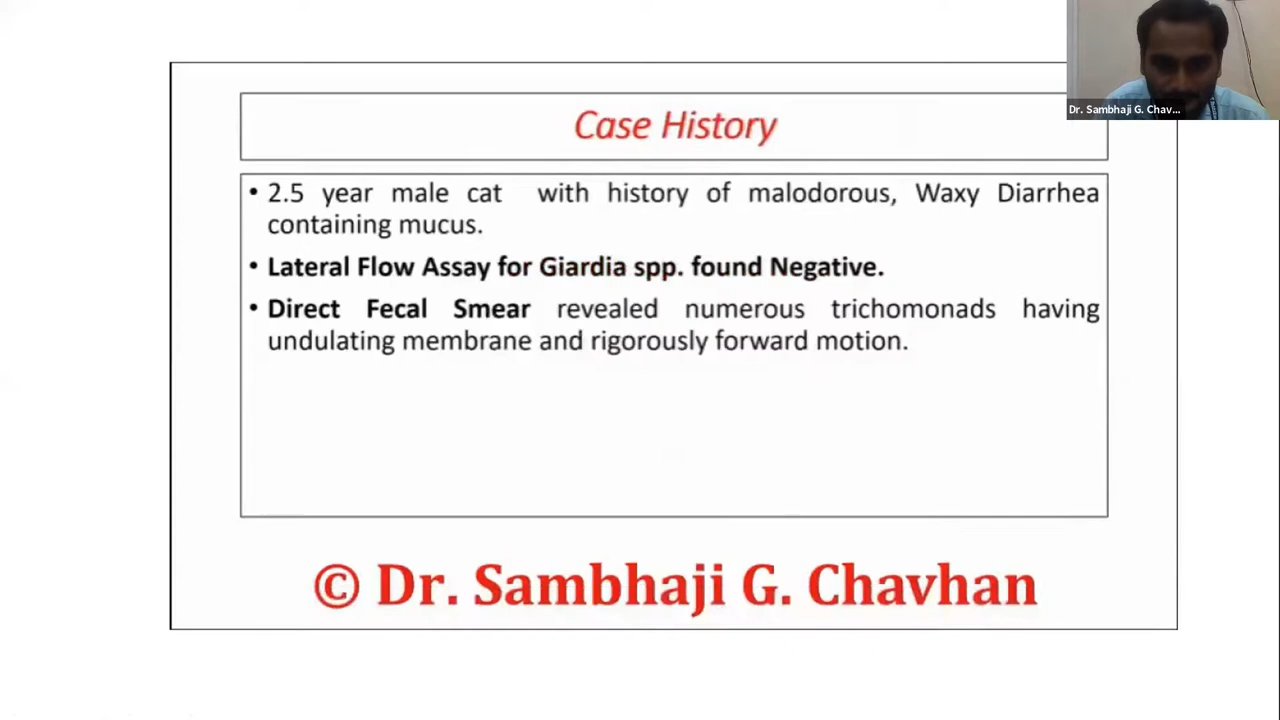 Dr. Sambhaji G. Chav...
Case History
• 2.5 year male cat with history of malodorous, Waxy Diarrhea
containing mucus.
• Lateral Flow Assay for Giardia spp. found Negative.
• Direct Fecal Smear revealed numerous trichomonads having
undulating membrane and rigorously forward motion.
© Dr. Sambhaji G. Chavhan